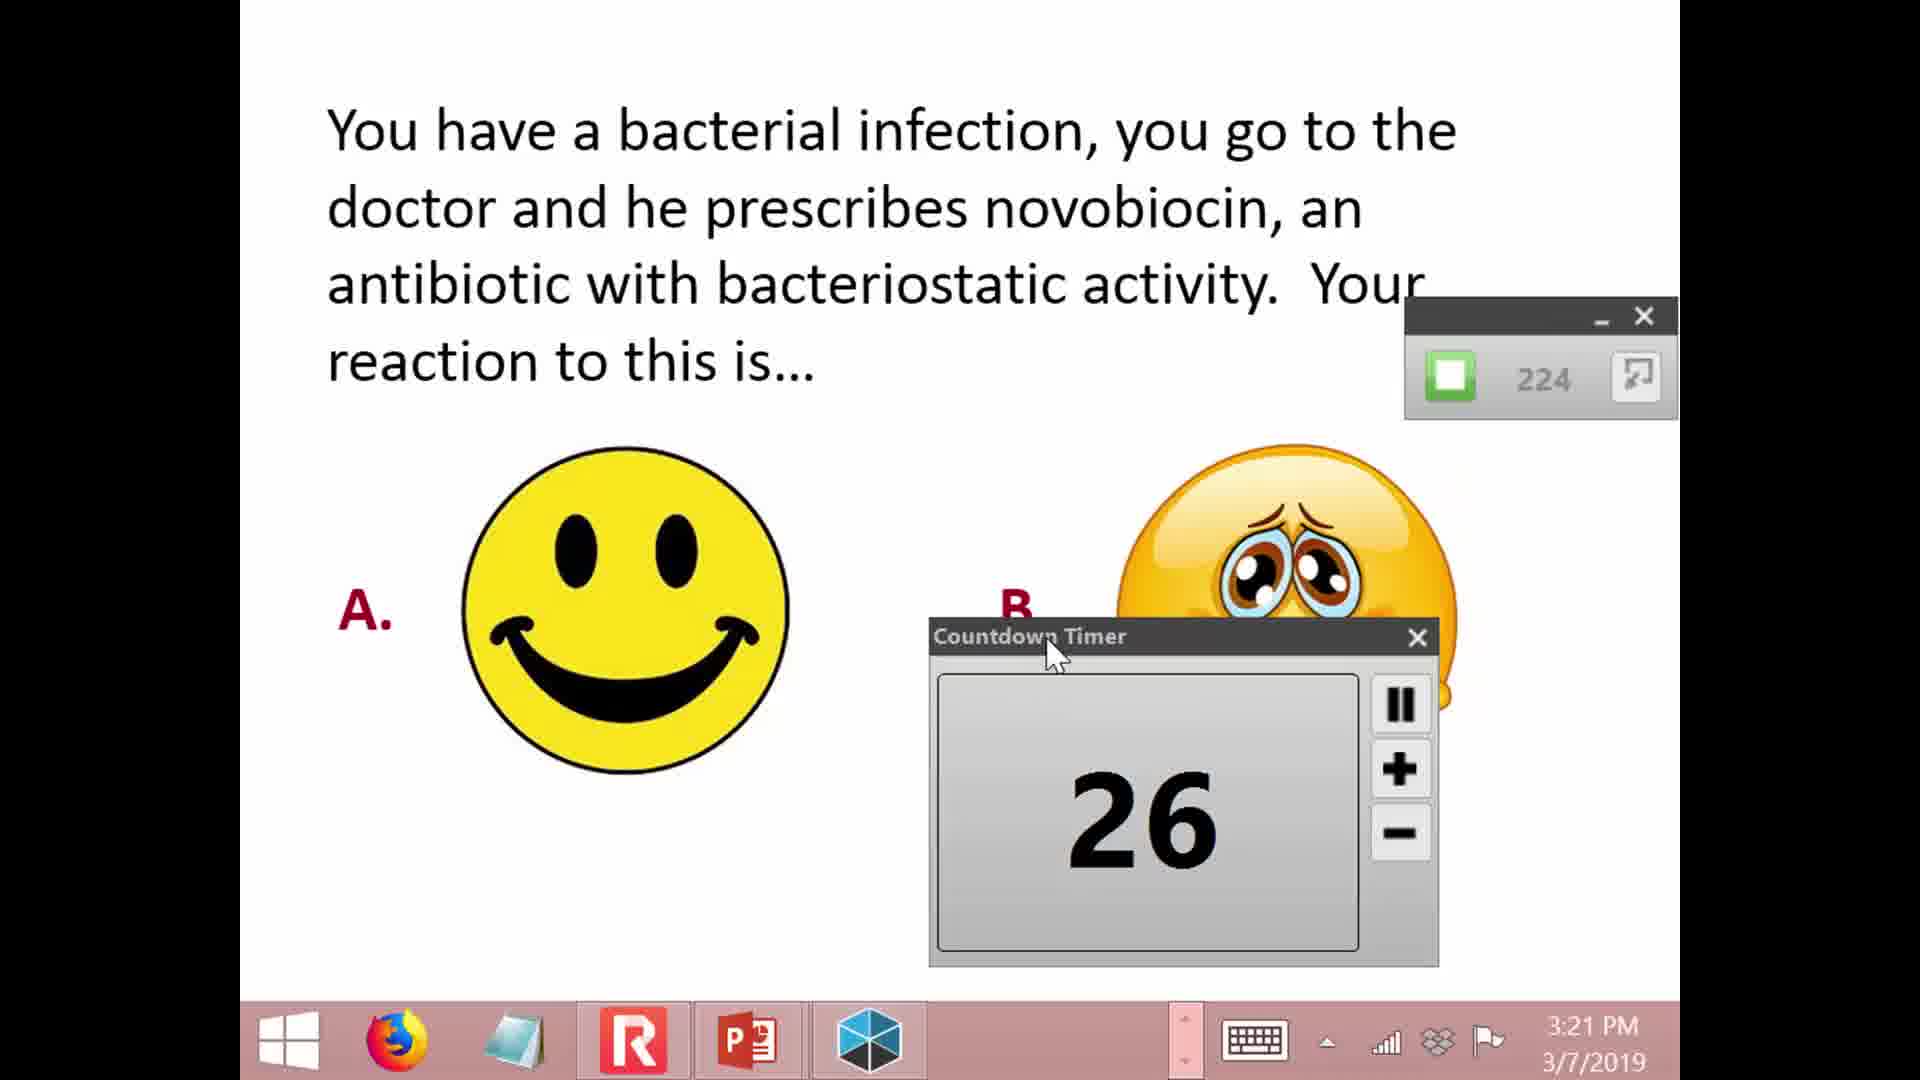 You have a bacterial infection, you go to the
doctor and he prescribes novobiocin, an
antibiotic with bacteriostatic activity.  Your
reaction to this is...
224
A.
B
Countdown Timer
26
3:21 PM
3/7/2019